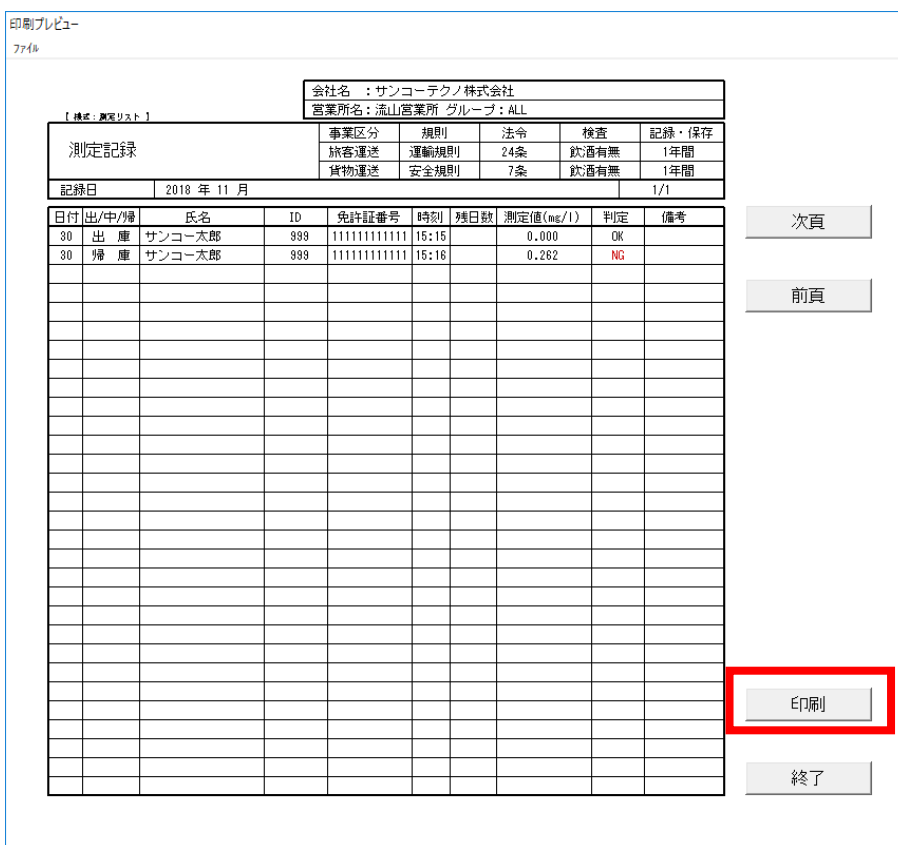 印刷プレビュー
ファイル
会社名 ：サンコーテクノ株式会社
営業所名：流山営業所 グループ：ALL
【 様式：測定リスト 】
測定記録
事業区分 規則 法令 検査 記録・保存
旅客運送 運輸規則 24条 飲酒有無 1年間
貨物運送 安全規則 7条 飲酒有無 1年間
記録日 2018 年 11 月 1/1
日付 出/中/帰 氏名 ID 免許証番号 時刻 残日数 測定値(mg/l) 判定 備考
30 出 庫 サンコー太郎 999 111111111111 15:15 0.000 OK
30 帰 庫 サンコー太郎 999 111111111111 15:16 0.262 NG
次頁
前頁
印刷
終了